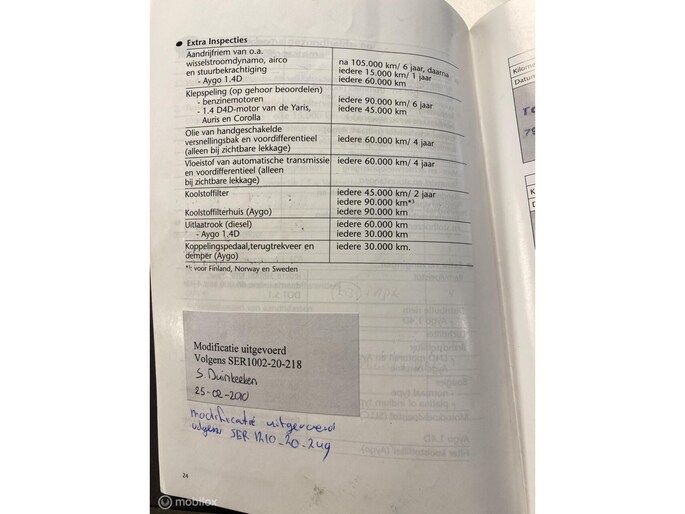 Extra Inspecties
Aandrijfriem van o.a.
wisselstroomdynamo, airco
en stuurbekrachtiging
- Aygo 1.4D
na 105.000 km/ 6 jaar, daarna
iedere 15.000 km/ 1 jaar
iedere 60.000 km
Klepspeling (op gehoor beoordelen)
- benzinemotoren
- 1.4 D4D-motor van de Yaris,
Auris en Corolla
iedere 90.000 km/ 6 jaar
iedere 45.000 km
Olie van handgeschakelde
versnellingsbak en voordifferentieel
(alleen bij zichtbare lekkage)
iedere 60.000 km/ 4 jaar
Vloeistof van automatische transmissie
en voordifferentieel (alleen
bij zichtbare lekkage)
iedere 60.000 km/ 4 jaar
Koolstoffilter
iedere 45.000 km/ 2 jaar
iedere 90.000 km*³
Koolstoffilterhuis (Aygo)
iedere 90.000 km
Uitlaatrook (diesel)
- Aygo 1.4D
iedere 60.000 km
iedere 30.000 km
Koppelingspedaal,terugtrekveer en
demper (Aygo)
iedere 30.000 km.
*³: voor Finland, Norway en Sweden
Modificatie uitgevoerd
Volgens SER1002-20-218
S Duinkerken
25-02-2010
modificatie uitgevoerd
volgens SER 1210-20-249
24
mobilox